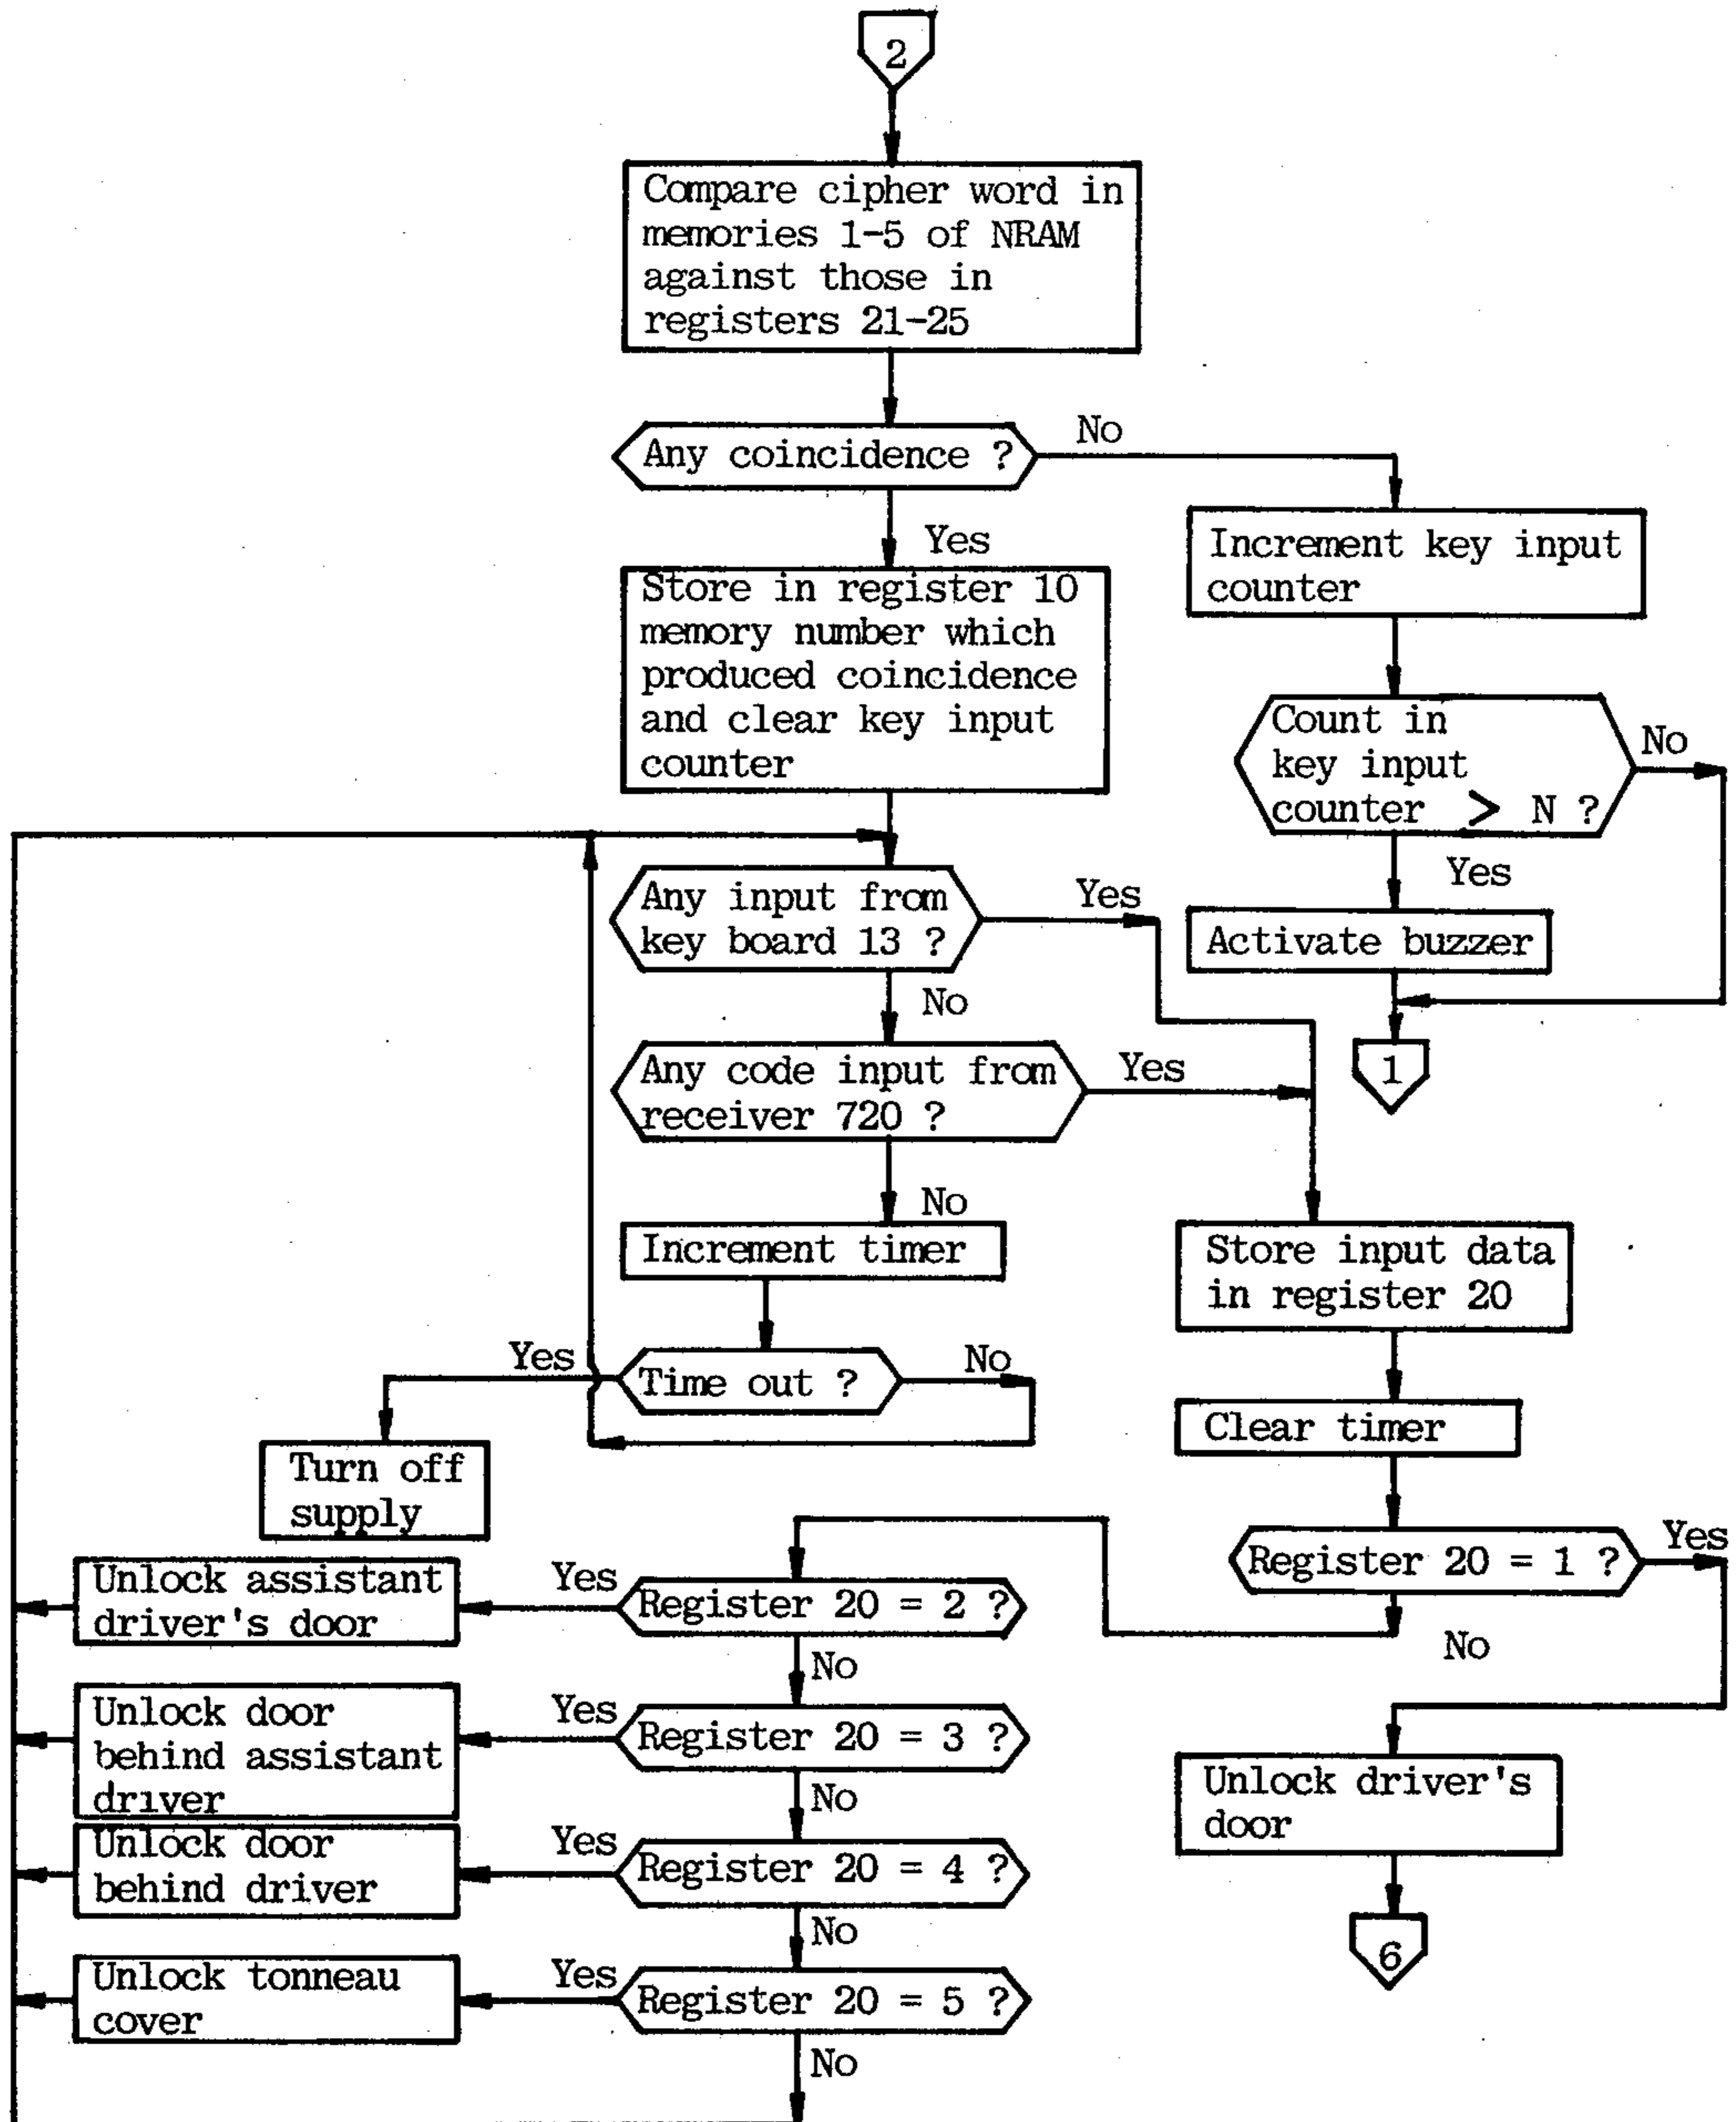 2
Compare cipher word in
memories 1-5 of NRAM
against those in
registers 21-25
Any coincidence ?
No
Yes
Increment key input
counter
Store in register 10
memory number which
produced coincidence
and clear key input
counter
Count in
key input
counter > N ?
No
Yes
Activate buzzer
1
Any input from
key board 13 ?
Yes
No
Any code input from
receiver 720 ?
Yes
No
Increment timer
Store input data
in register 20
Time out ?
Yes
No
Turn off
supply
Clear timer
Register 20 = 1 ?
Yes
No
Unlock assistant
driver's door
Yes
Register 20 = 2 ?
No
Unlock door
behind assistant
driver
Yes
Register 20 = 3 ?
No
Unlock driver's
door
Unlock door
behind driver
Yes
Register 20 = 4 ?
No
6
Unlock tonneau
cover
Yes
Register 20 = 5 ?
No